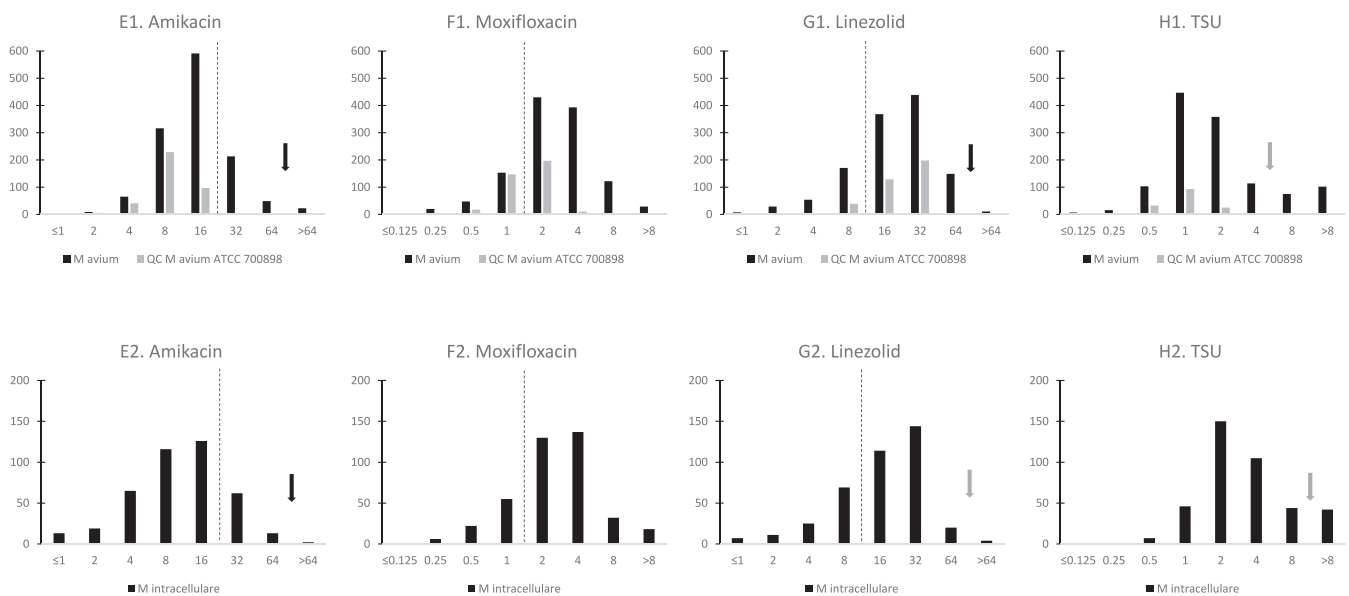 E1. Amikacin
600
500
400
300
200
100
0
≤1 2 4 8 16 32 64 >64
M avium QC M avium ATCC 700898
F1. Moxifloxacin
600
500
400
300
200
100
0
≤0.125 0.25 0.5 1 2 4 8 >8
M avium QC M avium ATCC 700898
G1. Linezolid
600
500
400
300
200
100
0
≤1 2 4 8 16 32 64 >64
M avium QC M avium ATCC 700898
H1. TSU
600
500
400
300
200
100
0
≤0.125 0.25 0.5 1 2 4 8 >8
M avium QC M avium ATCC 700898
E2. Amikacin
200
150
100
50
0
≤1 2 4 8 16 32 64 >64
M intracellulare
F2. Moxifloxacin
200
150
100
50
0
≤0.125 0.25 0.5 1 2 4 8 >8
M intracellulare
G2. Linezolid
200
150
100
50
0
≤1 2 4 8 16 32 64 >64
M intracellulare
H2. TSU
200
150
100
50
0
≤0.125 0.25 0.5 1 2 4 8 >8
M intracellulare